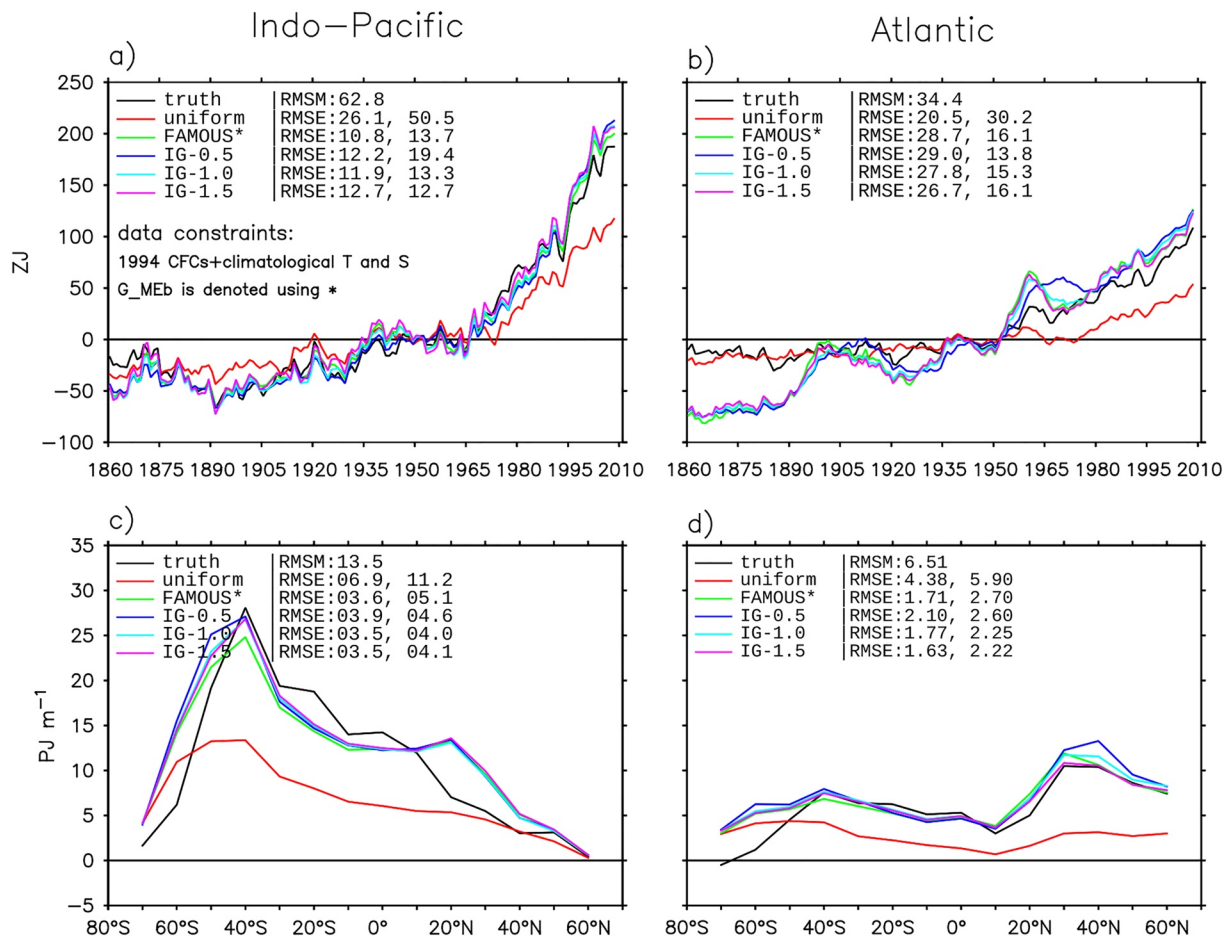 Indo−Pacific
Atlantic
a)
250
200
150
100
50
0
−50
−100
ZJ
truth |RMSM:62.8
uniform |RMSE:26.1, 50.5
FAMOUS* |RMSE:10.8, 13.7
IG-0.5 |RMSE:12.2, 19.4
IG-1.0 |RMSE:11.9, 13.3
IG-1.5 |RMSE:12.7, 12.7
data constraints:
1994 CFCs+climatological T and S
G_MEb is denoted using *
1860 1875 1890 1905 1920 1935 1950 1965 1980 1995 2010
b)
truth |RMSM:34.4
uniform |RMSE:20.5, 30.2
FAMOUS* |RMSE:28.7, 16.1
IG-0.5 |RMSE:29.0, 13.8
IG-1.0 |RMSE:27.8, 15.3
IG-1.5 |RMSE:26.7, 16.1
1860 1875 1890 1905 1920 1935 1950 1965 1980 1995 2010
c)
35
30
25
20
15
10
5
0
−5
PJ m⁻¹
truth |RMSM:13.5
uniform |RMSE:06.9, 11.2
FAMOUS* |RMSE:03.6, 05.1
IG-0.5 |RMSE:03.9, 04.6
IG-1.0 |RMSE:03.5, 04.0
IG-1.5 |RMSE:03.5, 04.1
80°S 60°S 40°S 20°S 0° 20°N 40°N 60°N
d)
truth |RMSM:6.51
uniform |RMSE:4.38, 5.90
FAMOUS* |RMSE:1.71, 2.70
IG-0.5 |RMSE:2.10, 2.60
IG-1.0 |RMSE:1.77, 2.25
IG-1.5 |RMSE:1.63, 2.22
80°S 60°S 40°S 20°S 0° 20°N 40°N 60°N